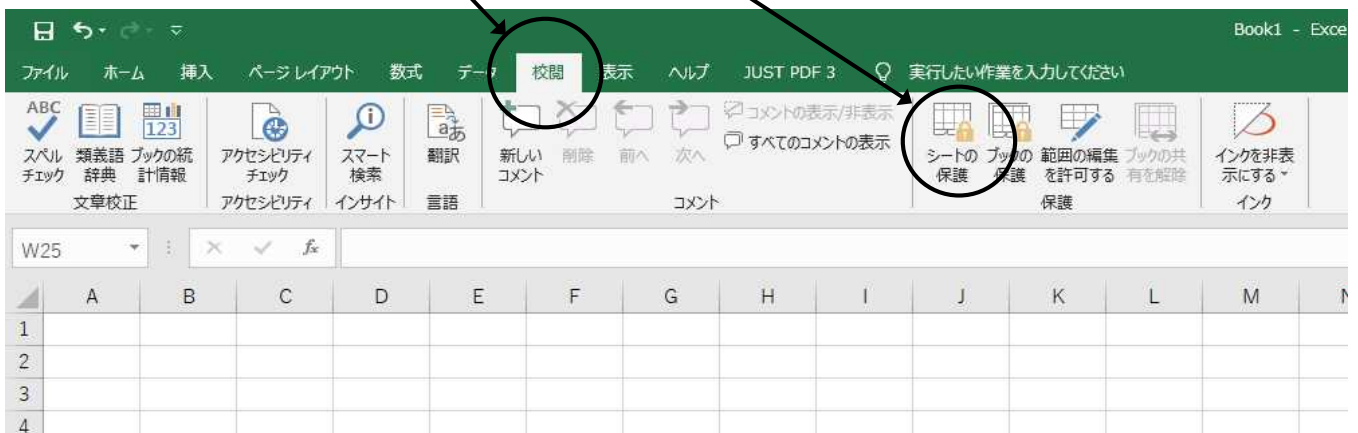 Book1 - Exce
ファイル ホーム 挿入 ページ レイアウト 数式 データ 校閲 表示 ヘルプ JUST PDF 3 実行したい作業を入力してください
ABC
123
aあ
スペル チェック
類義語 辞典
ブックの統計情報
アクセシビリティ チェック
スマート 検索
翻訳
新しい コメント
削除
前へ
次へ
コメントの表示/非表示
すべてのコメントの表示
シートの 保護
ブックの 保護
範囲の編集を許可する
ブックの共有を解除
インクを非表示にする
文章校正 アクセシビリティ インサイト 言語 コメント 保護 インク
W25 fx
A B C D E F G H I J K L M N
1
2
3
4